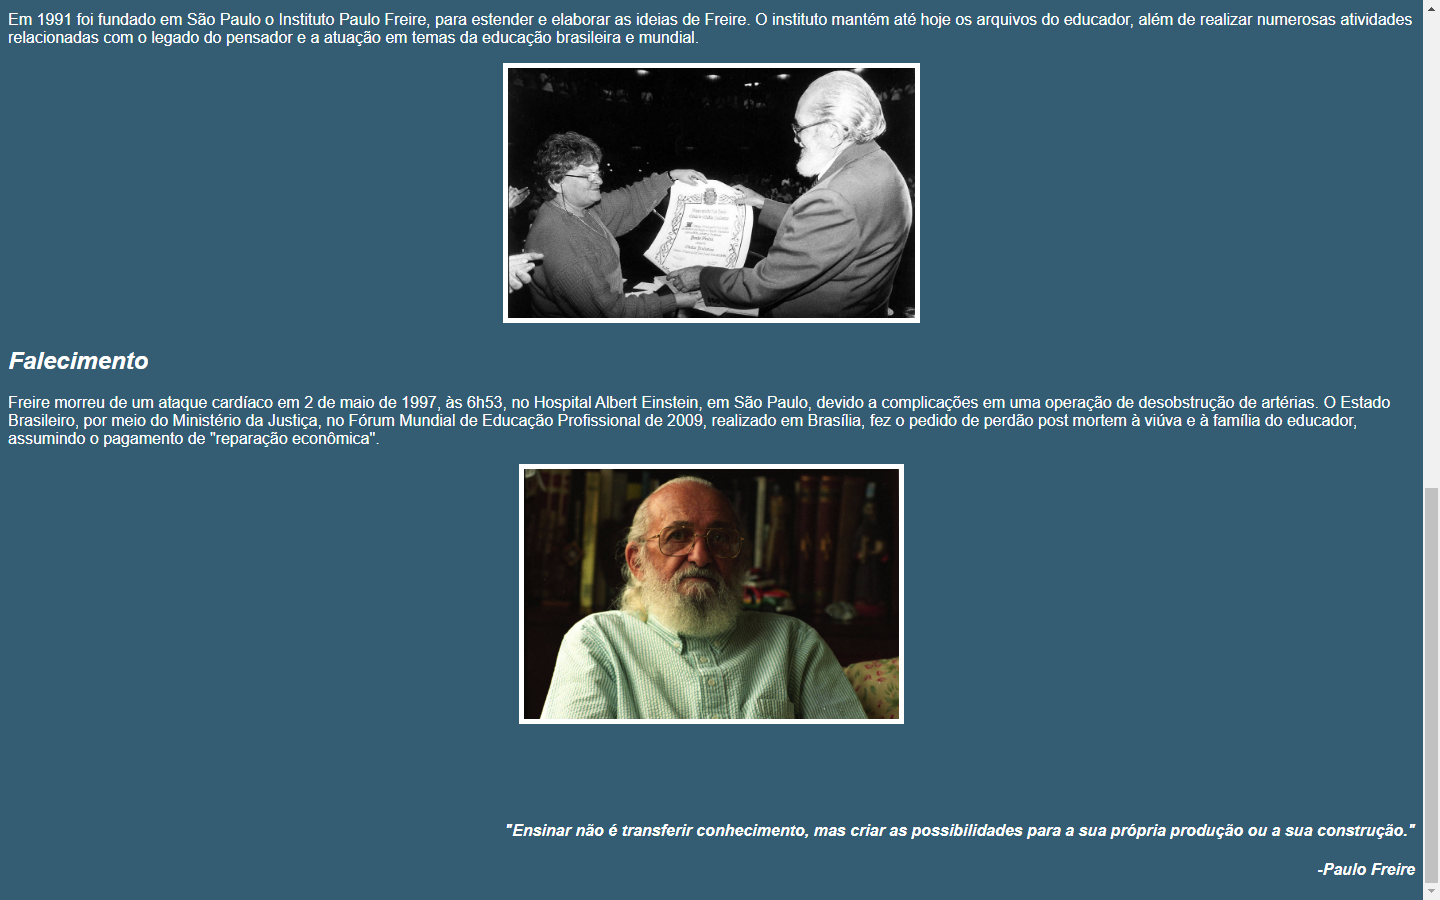 Em 1991 foi fundado em São Paulo o Instituto Paulo Freire, para estender e elaborar as ideias de Freire. O instituto mantém até hoje os arquivos do educador, além de realizar numerosas atividades
relacionadas com o legado do pensador e a atuação em temas da educação brasileira e mundial.
Falecimento
Freire morreu de um ataque cardíaco em 2 de maio de 1997, às 6h53, no Hospital Albert Einstein, em São Paulo, devido a complicações em uma operação de desobstrução de artérias. O Estado
Brasileiro, por meio do Ministério da Justiça, no Fórum Mundial de Educação Profissional de 2009, realizado em Brasília, fez o pedido de perdão post mortem à viúva e à família do educador,
assumindo o pagamento de "reparação econômica".
"Ensinar não é transferir conhecimento, mas criar as possibilidades para a sua própria produção ou a sua construção."
-Paulo Freire